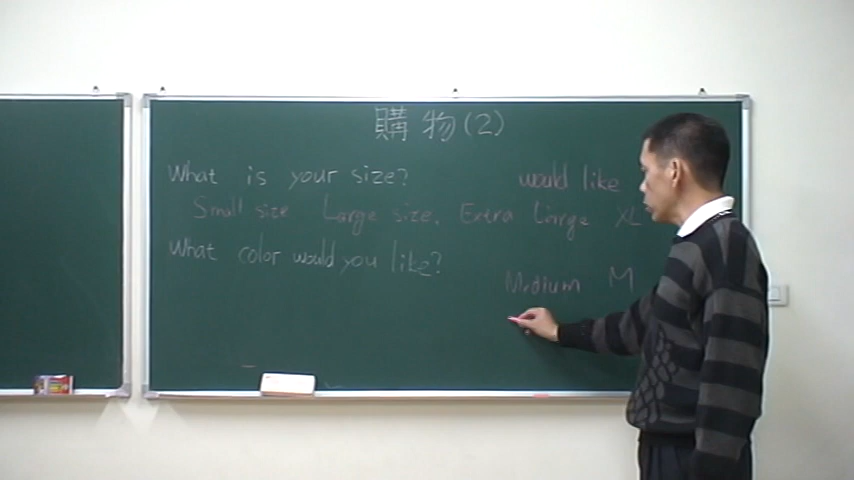 購物(2)
What is your size? would like
Small size Large size. Extra Large XL
What color would you like?
Medium M